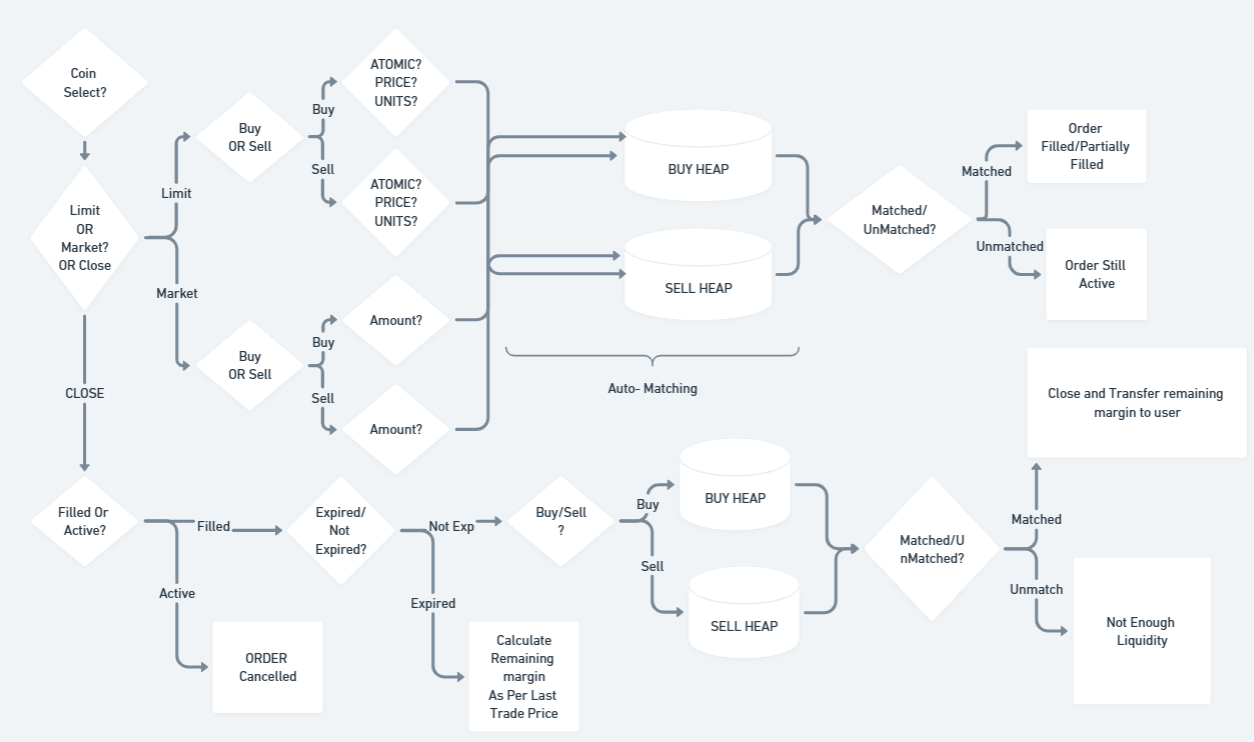 Coin
Select?
Limit
OR
Market?
OR Close
Limit
Market
CLOSE
Buy
OR Sell
Buy
Sell
ATOMIC?
PRICE?
UNITS?
ATOMIC?
PRICE?
UNITS?
Buy
OR Sell
Buy
Sell
Amount?
Amount?
BUY HEAP
SELL HEAP
Auto- Matching
Matched/
UnMatched?
Matched
Unmatched
Order
Filled/Partially
Filled
Order Still
Active
Filled Or
Active?
Filled
Active
ORDER
Cancelled
Expired/
Not
Expired?
Not Exp
Expired
Calculate
Remaining
margin
As Per Last
Trade Price
Buy/Sell
?
Buy
Sell
BUY HEAP
SELL HEAP
Matched/U
nMatched?
Matched
Unmatch
Close and Transfer remaining
margin to user
Not Enough
Liquidity